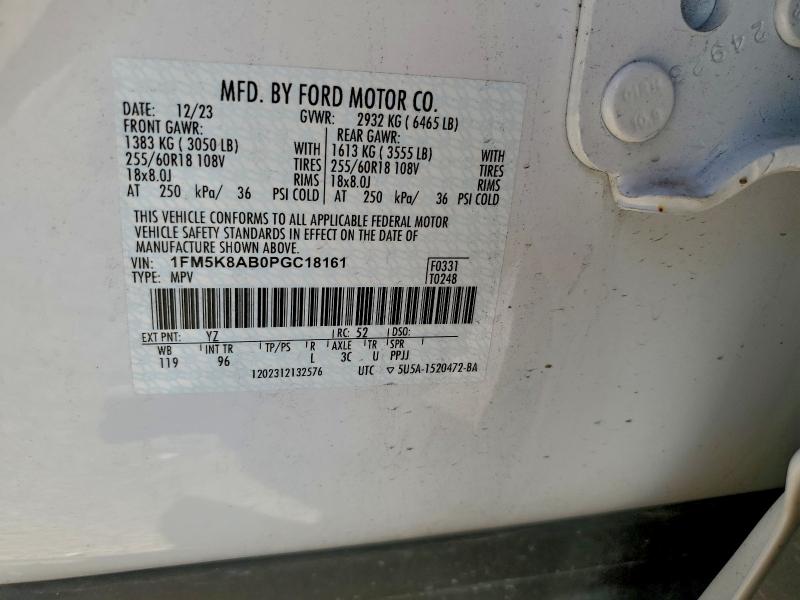 MFD. BY FORD MOTOR CO.
DATE: 12/23 GVWR: 2932 KG ( 6465 LB)
FRONT GAWR: REAR GAWR:
1383 KG ( 3050 LB) WITH 1613 KG ( 3555 LB) WITH
255/60R18 108V TIRES 255/60R18 108V TIRES
18x8.0J RIMS 18x8.0J RIMS
AT 250 kPa/ 36 PSI COLD AT 250 kPa/ 36 PSI COLD
THIS VEHICLE CONFORMS TO ALL APPLICABLE FEDERAL MOTOR
VEHICLE SAFETY STANDARDS IN EFFECT ON THE DATE OF
MANUFACTURE SHOWN ABOVE.
VIN: 1FM5K8AB0PGC18161 F0331
TYPE: MPV T0248
EXT PNT: YZ RC: 52 DSO:
WB INT TR TP/PS R AXLE TR SPR
119 96 L 3C U PPJJ
1202312132576 UTC ▽ 5U5A-1520472-BA